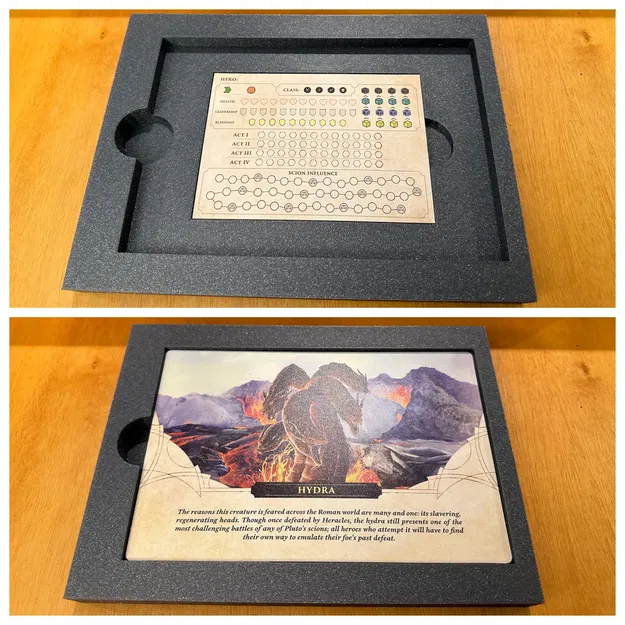 HERO:
CLASS:
HEALTH
LEADERSHIP
BLESSINGS
ACT I
ACT II
ACT III
ACT IV
SCION INFLUENCE
HYDRA
The reasons this creature is feared across the Roman world are many and one: its slavering,
regenerating heads. Though once defeated by Heracles, the hydra still presents one of the
most challenging battles of any of Pluto's scions; all heroes who attempt it will have to find
their own way to emulate their foe's past defeat.